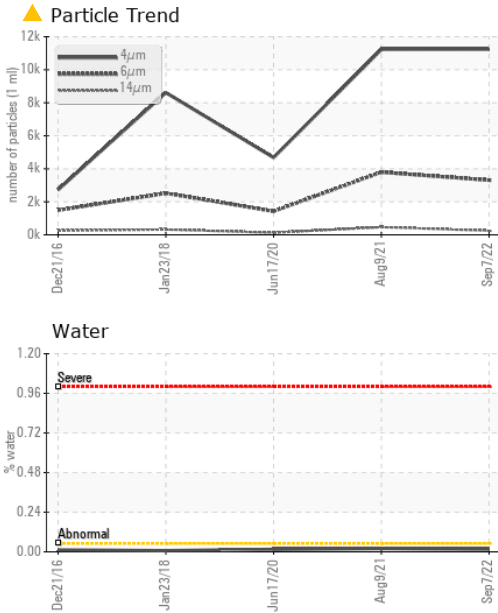 Particle Trend
12k
10k
8k
6k
4k
2k
0k
number of particles (1 ml)
4μm
6μm
14μm
Dec21/16
Jan23/18
Jun17/20
Aug9/21
Sep7/22
Water
1.20
0.96
0.72
0.48
0.24
0.00
% water
Severe
Abnormal
Dec21/16
Jan23/18
Jun17/20
Aug9/21
Sep7/22